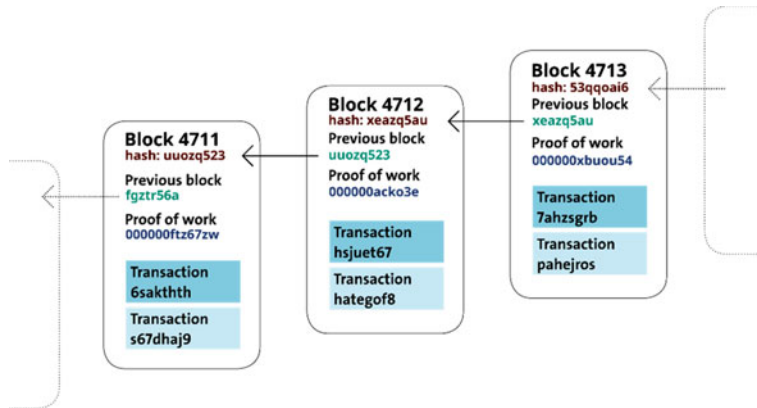 Block 4711
hash: uuozq523
Previous block
fgztr56a
Proof of work
000000ftz67zw
Transaction
6sakthth
Transaction
s67dhaj9
Block 4712
hash: xeazq5au
Previous block
uuozq523
Proof of work
000000acko3e
Transaction
hsjuet67
Transaction
hategof8
Block 4713
hash: 53qqoai6
Previous block
xeazq5au
Proof of work
000000xbuou54
Transaction
7ahzsgrb
Transaction
pahejros